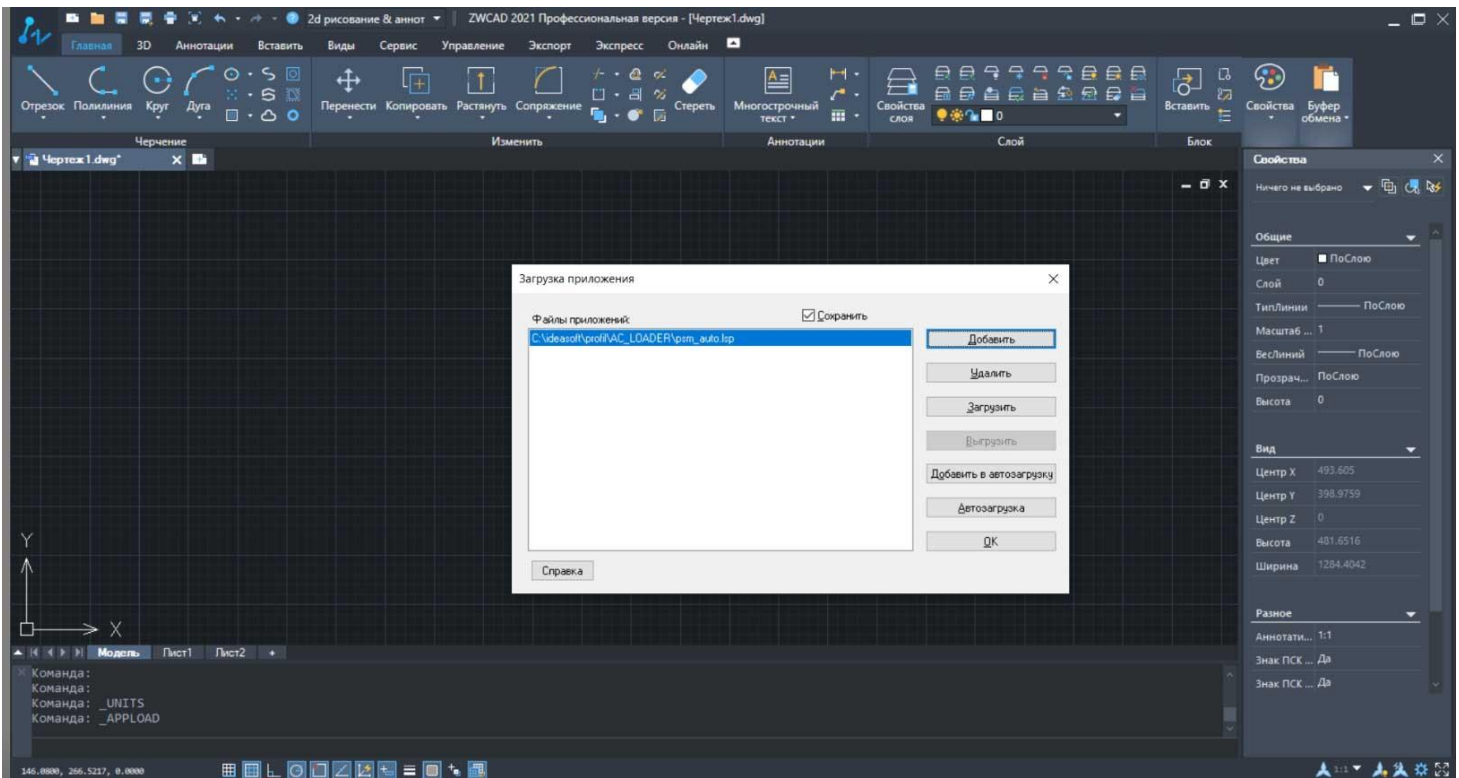 2d рисование & аннот
ZWCAD 2021 Профессиональная версия - [Чертеж1.dwg]
Главная 3D Аннотации Вставить Виды Сервис Управление Экспорт Экспресс Онлайн
Отрезок Полилиния Круг Дуга Перенести Копировать Растянуть Сопряжение Стереть Многострочный текст Свойства слоя 0 Вставить Свойства Буфер обмена
Черчение Изменить Аннотации Слой Блок
Чертеж1.dwg*
Свойства
Ничего не выбрано
Общие
Цвет ПоСлою
Слой 0
ТипЛинии ПоСлою
Масштаб ... 1
ВесЛиний ПоСлою
Прозрач... ПоСлою
Высота 0
Вид
Центр X 493.605
Центр Y 398.9759
Центр Z 0
Высота 481.6516
Ширина 1284.4042
Разное
Аннотати... 1:1
Знак ПСК ... Да
Знак ПСК ... Да
Загрузка приложения
Файлы приложений:
Сохранить
C:\ideasoft\profil\AC_LOADER\psm_auto.lsp
Добавить
Удалить
Загрузить
Выгрузить
Добавить в автозагрузку
Автозагрузка
OK
Справка
Y
X
Модель Лист1 Лист2 +
Команда:
Команда:
Команда: _UNITS
Команда: _APPLOAD
146.0800, 266.5217, 0.0000
1:1